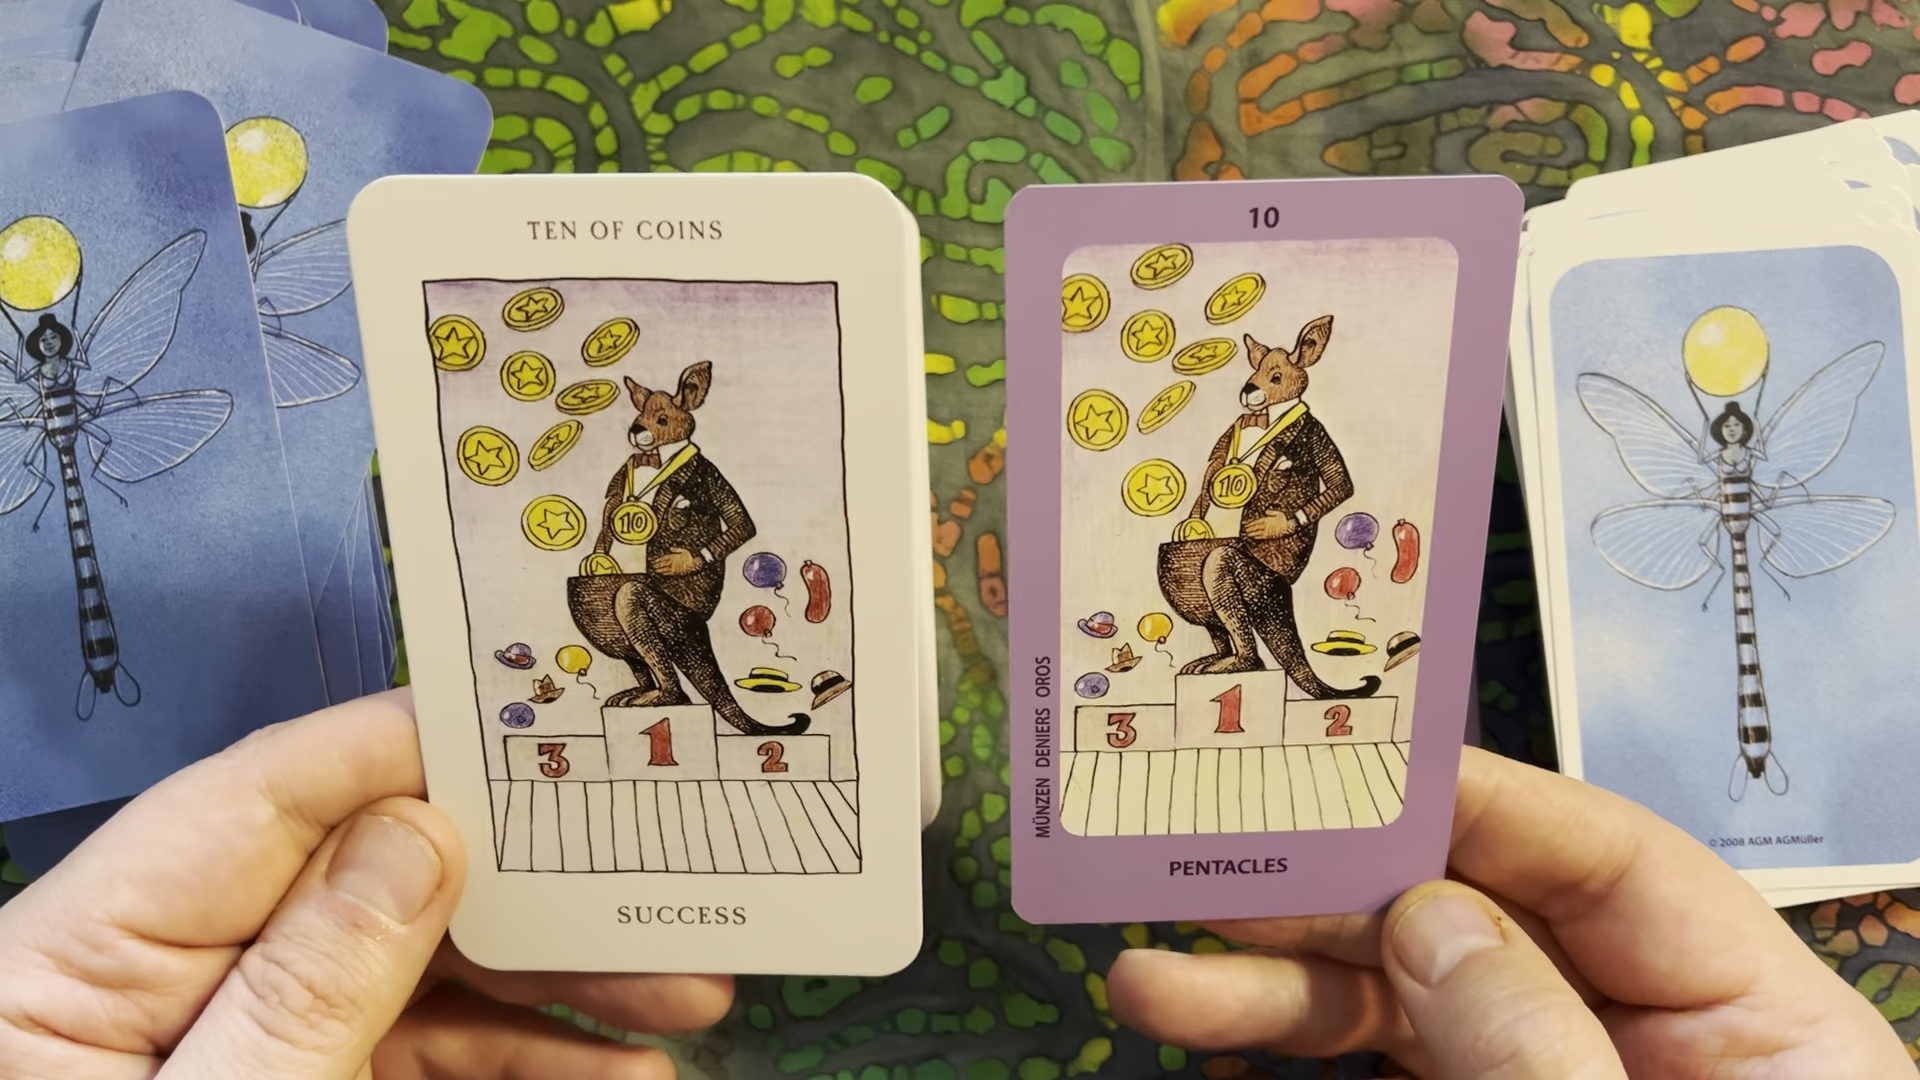 TEN OF COINS
10
3
1
2
SUCCESS
10
10
MÜNZEN DENIERS OROS
3
1
2
PENTACLES
© 2008 AGM AGMüller